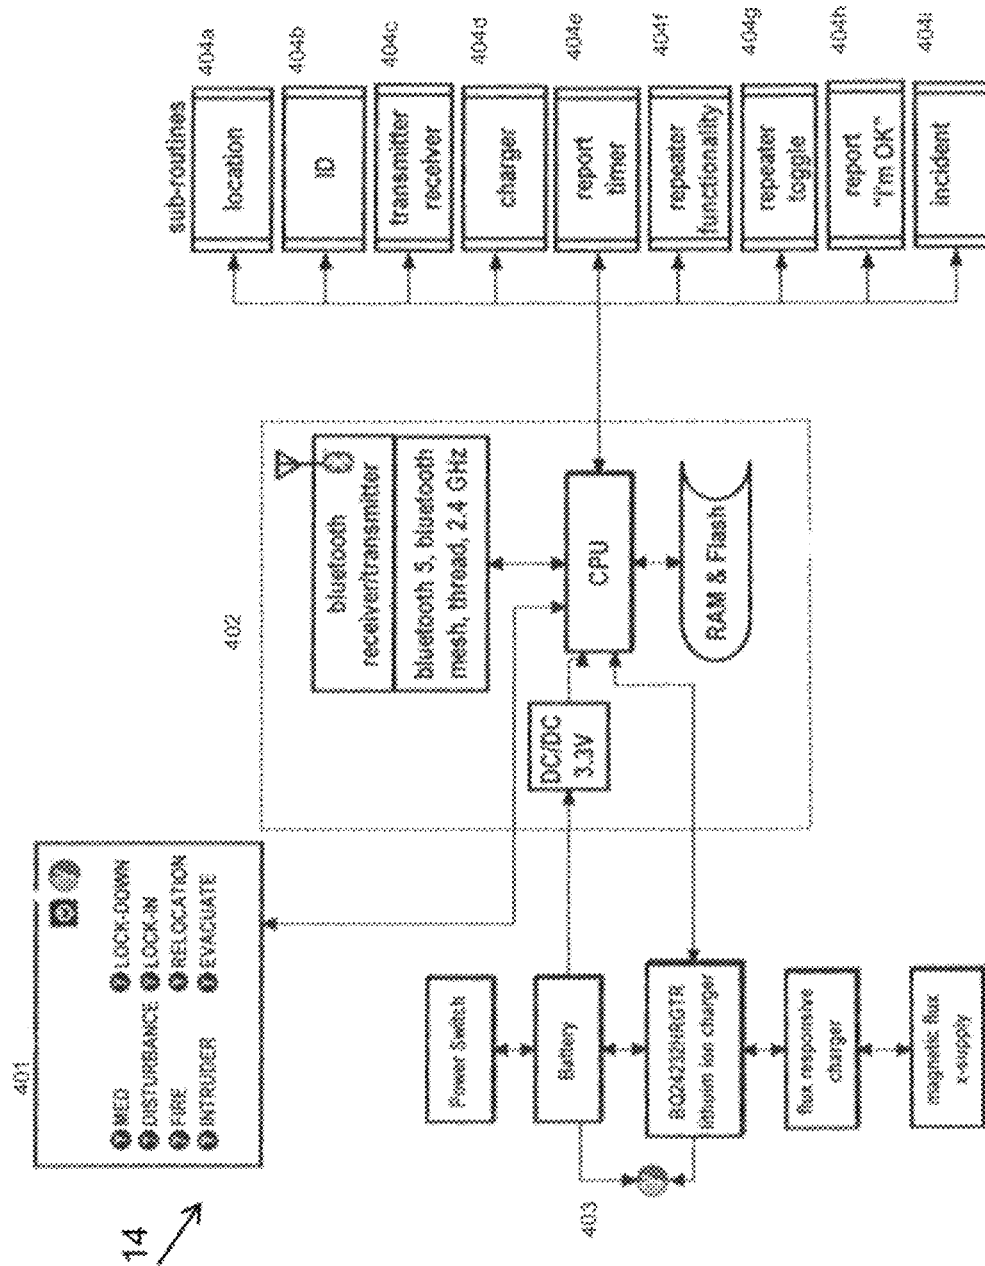 14
401
MED
DISTURBANCE
FIRE
INTRUDER
LOCK-DOWN
LOCK-IN
RELOCATION
EVACUATE
402
bluetooth
receiver/transmitter
bluetooth 5, bluetooth
mesh, thread, 2.4 GHz
DC/DC
3.3V
CPU
RAM & Flash
403
Power Switch
Battery
lithium ion charger
flux responsive
charger
magnetic flux
x-supply
sub-routines
location
404a
ID
404b
transmitter
receiver
404c
charger
404d
report
timer
404e
repeater
functionality
404f
repeater
toggle
404g
report
"I'm OK"
404h
incident
404i